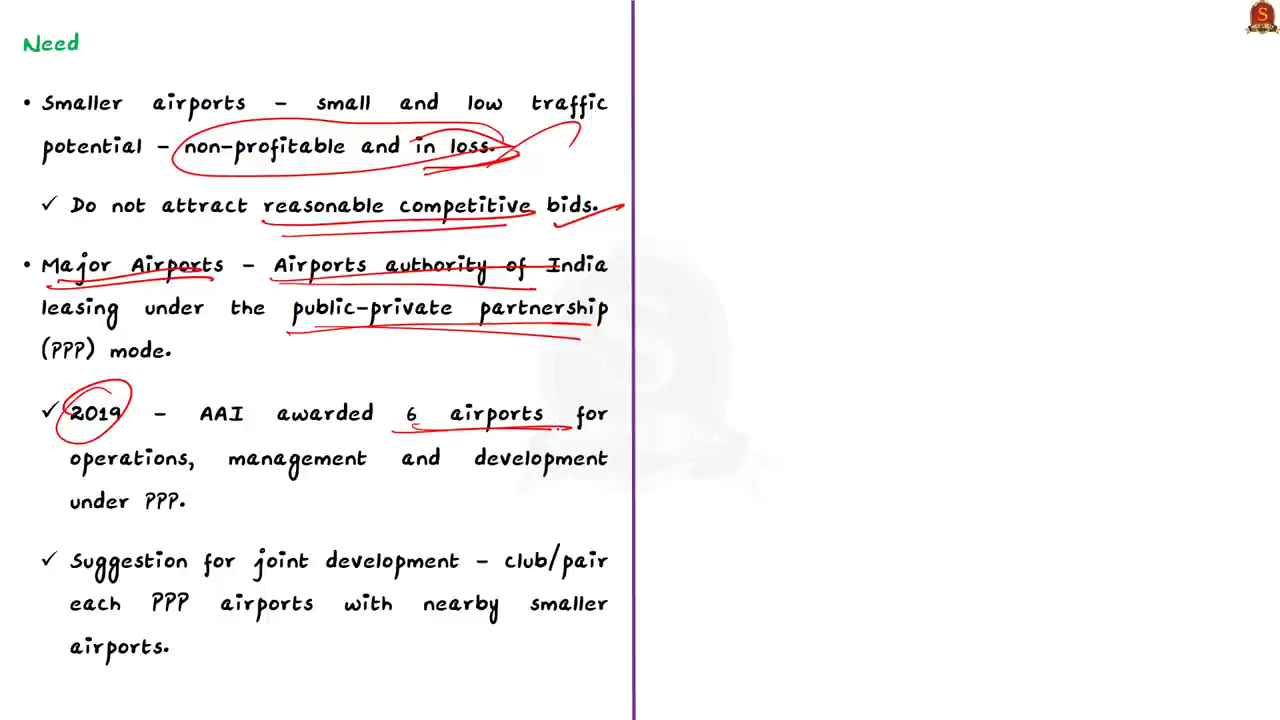 Need
• Smaller airports – small and low traffic
potential – non-profitable and in loss.
✓ Do not attract reasonable competitive bids.
• Major Airports – Airports authority of India
leasing under the public-private partnership
(PPP) mode.
✓ 2019 – AAI awarded 6 airports for
operations, management and development
under PPP.
✓ Suggestion for joint development – club/pair
each PPP airports with nearby smaller
airports.
S